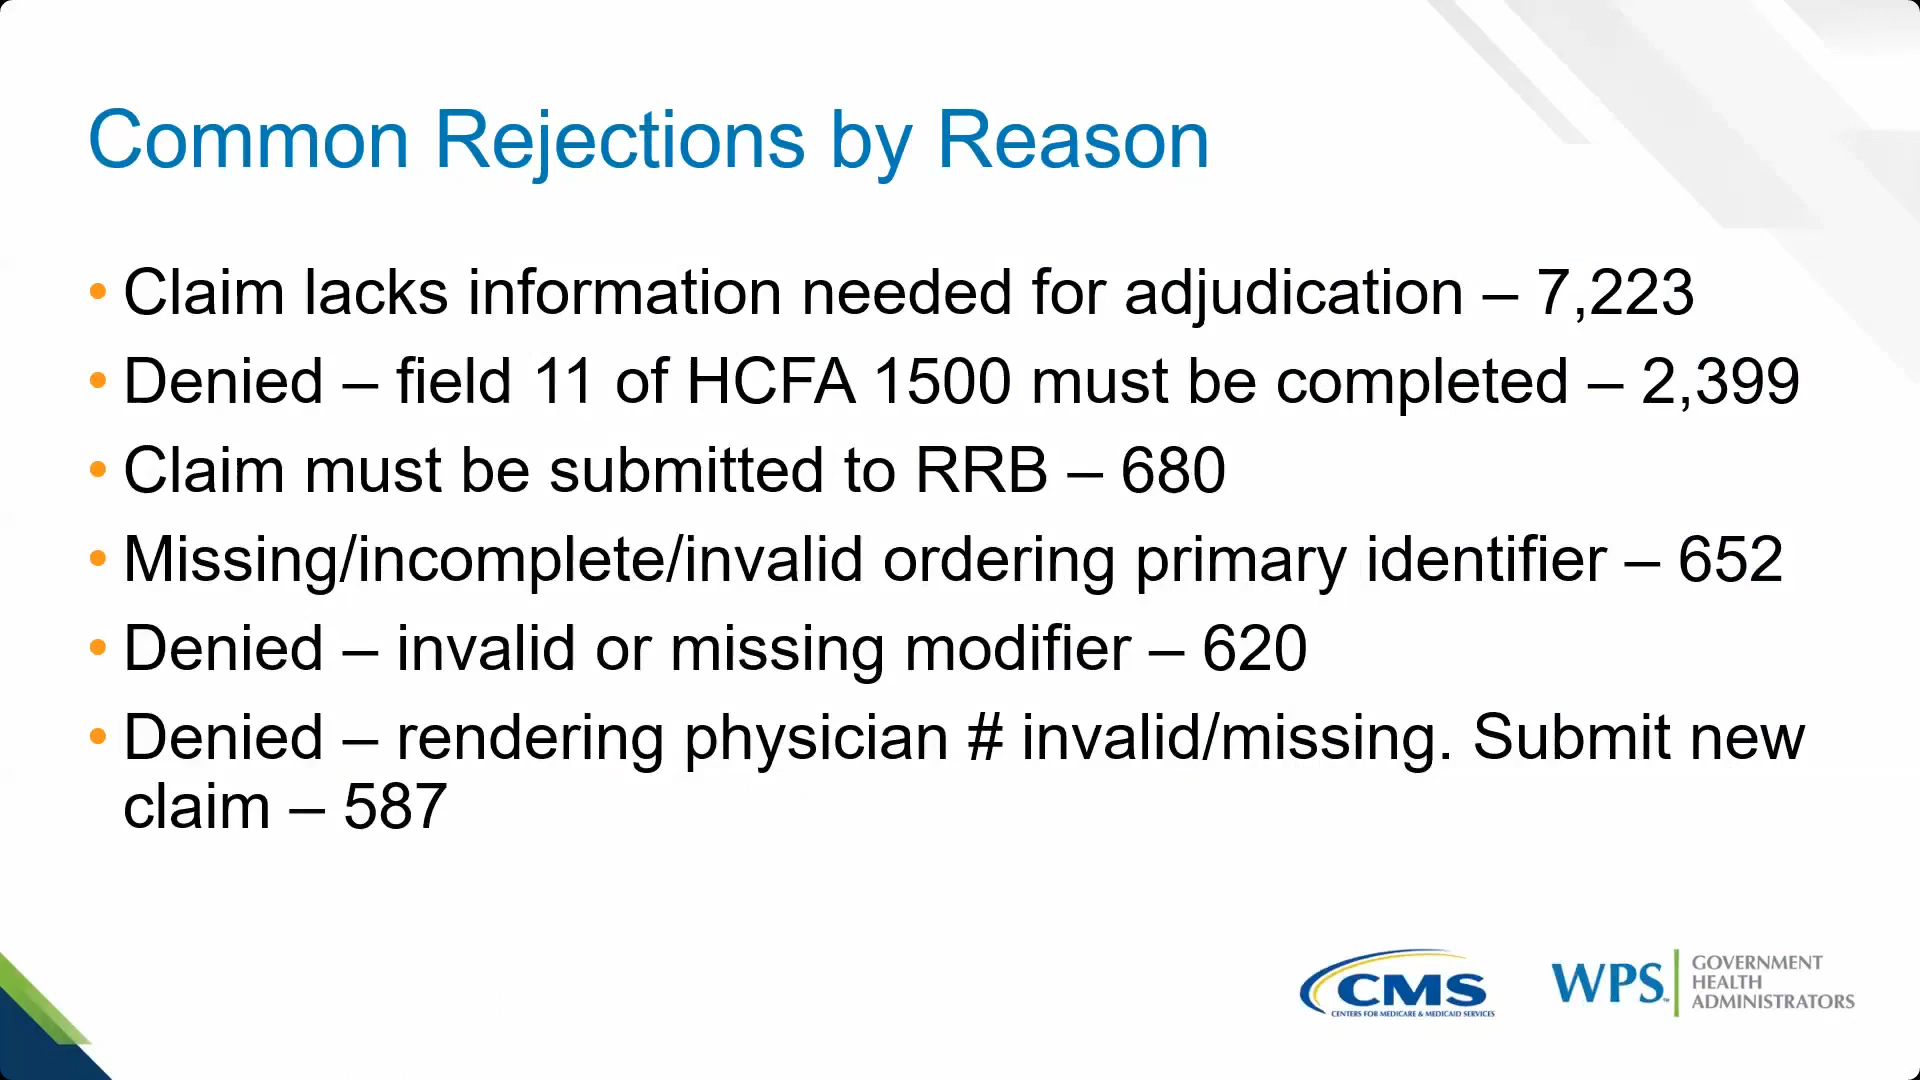 Common Rejections by Reason
• Claim lacks information needed for adjudication – 7,223
• Denied – field 11 of HCFA 1500 must be completed – 2,399
• Claim must be submitted to RRB – 680
• Missing/incomplete/invalid ordering primary identifier – 652
• Denied – invalid or missing modifier – 620
• Denied – rendering physician # invalid/missing. Submit new
claim – 587
CMS
CENTERS FOR MEDICARE & MEDICAID SERVICES
WPS™
GOVERNMENT
HEALTH
ADMINISTRATORS